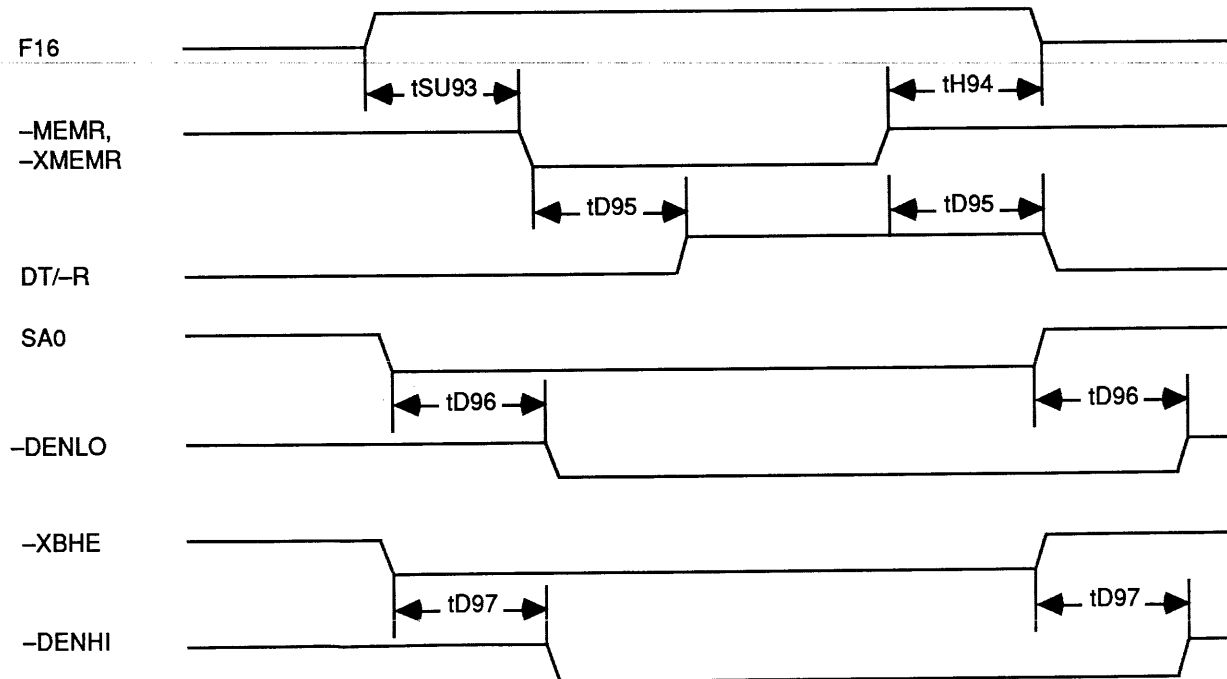 F16
tSU93
tH94
–MEMR,
–XMEMR
tD95
tD95
DT/–R
SA0
tD96
tD96
–DENLO
–XBHE
tD97
tD97
–DENHI